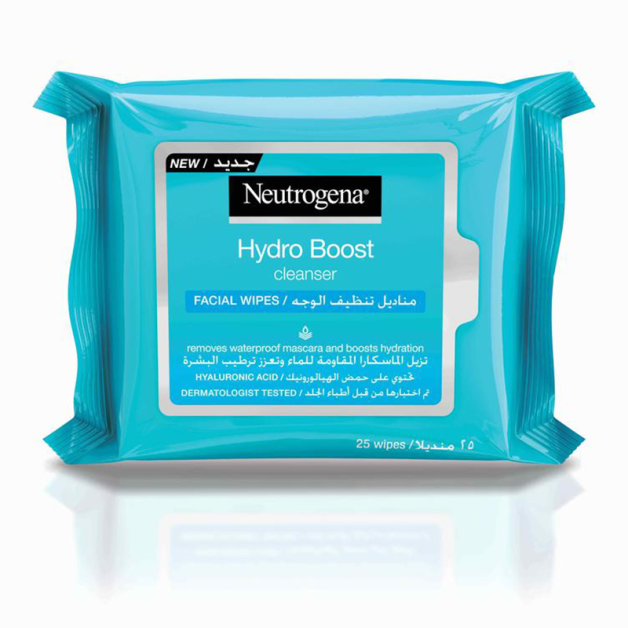 NEW / جديد
Neutrogena®
Hydro Boost
cleanser
FACIAL WIPES / مناديل تنظيف الوجه
removes waterproof mascara and boosts hydration
تزيل الماسكارا المقاومة للماء وتعزز ترطيب البشرة
HYALURONIC ACID / تحتوي على حمض الهيالورونيك
DERMATOLOGIST TESTED / تم اختبارها من قبل أطباء الجلد
25 wipes / ٢٥ منديلا